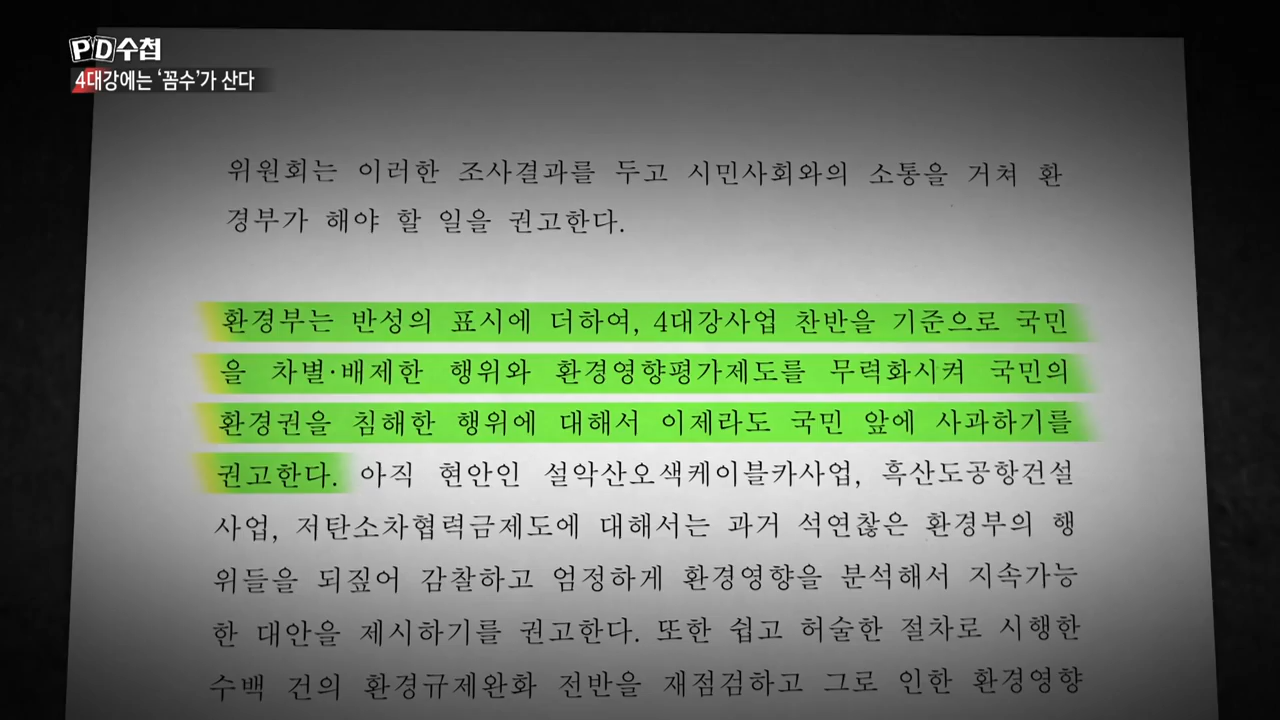 PD수첩
4대강에는 '꼼수'가 산다
위원회는 이러한 조사결과를 두고 시민사회와의 소통을 거쳐 환
경부가 해야 할 일을 권고한다.
환경부는 반성의 표시에 더하여, 4대강사업 찬반을 기준으로 국민
을 차별·배제한 행위와 환경영향평가제도를 무력화시켜 국민의
환경권을 침해한 행위에 대해서 이제라도 국민 앞에 사과하기를
권고한다. 아직 현안인 설악산오색케이블카사업, 흑산도공항건설
사업, 저탄소차협력금제도에 대해서는 과거 석연찮은 환경부의 행
위들을 되짚어 감찰하고 엄정하게 환경영향을 분석해서 지속가능
한 대안을 제시하기를 권고한다. 또한 쉽고 허술한 절차로 시행한
수백 건의 환경규제완화 전반을 재점검하고 그로 인한 환경영향